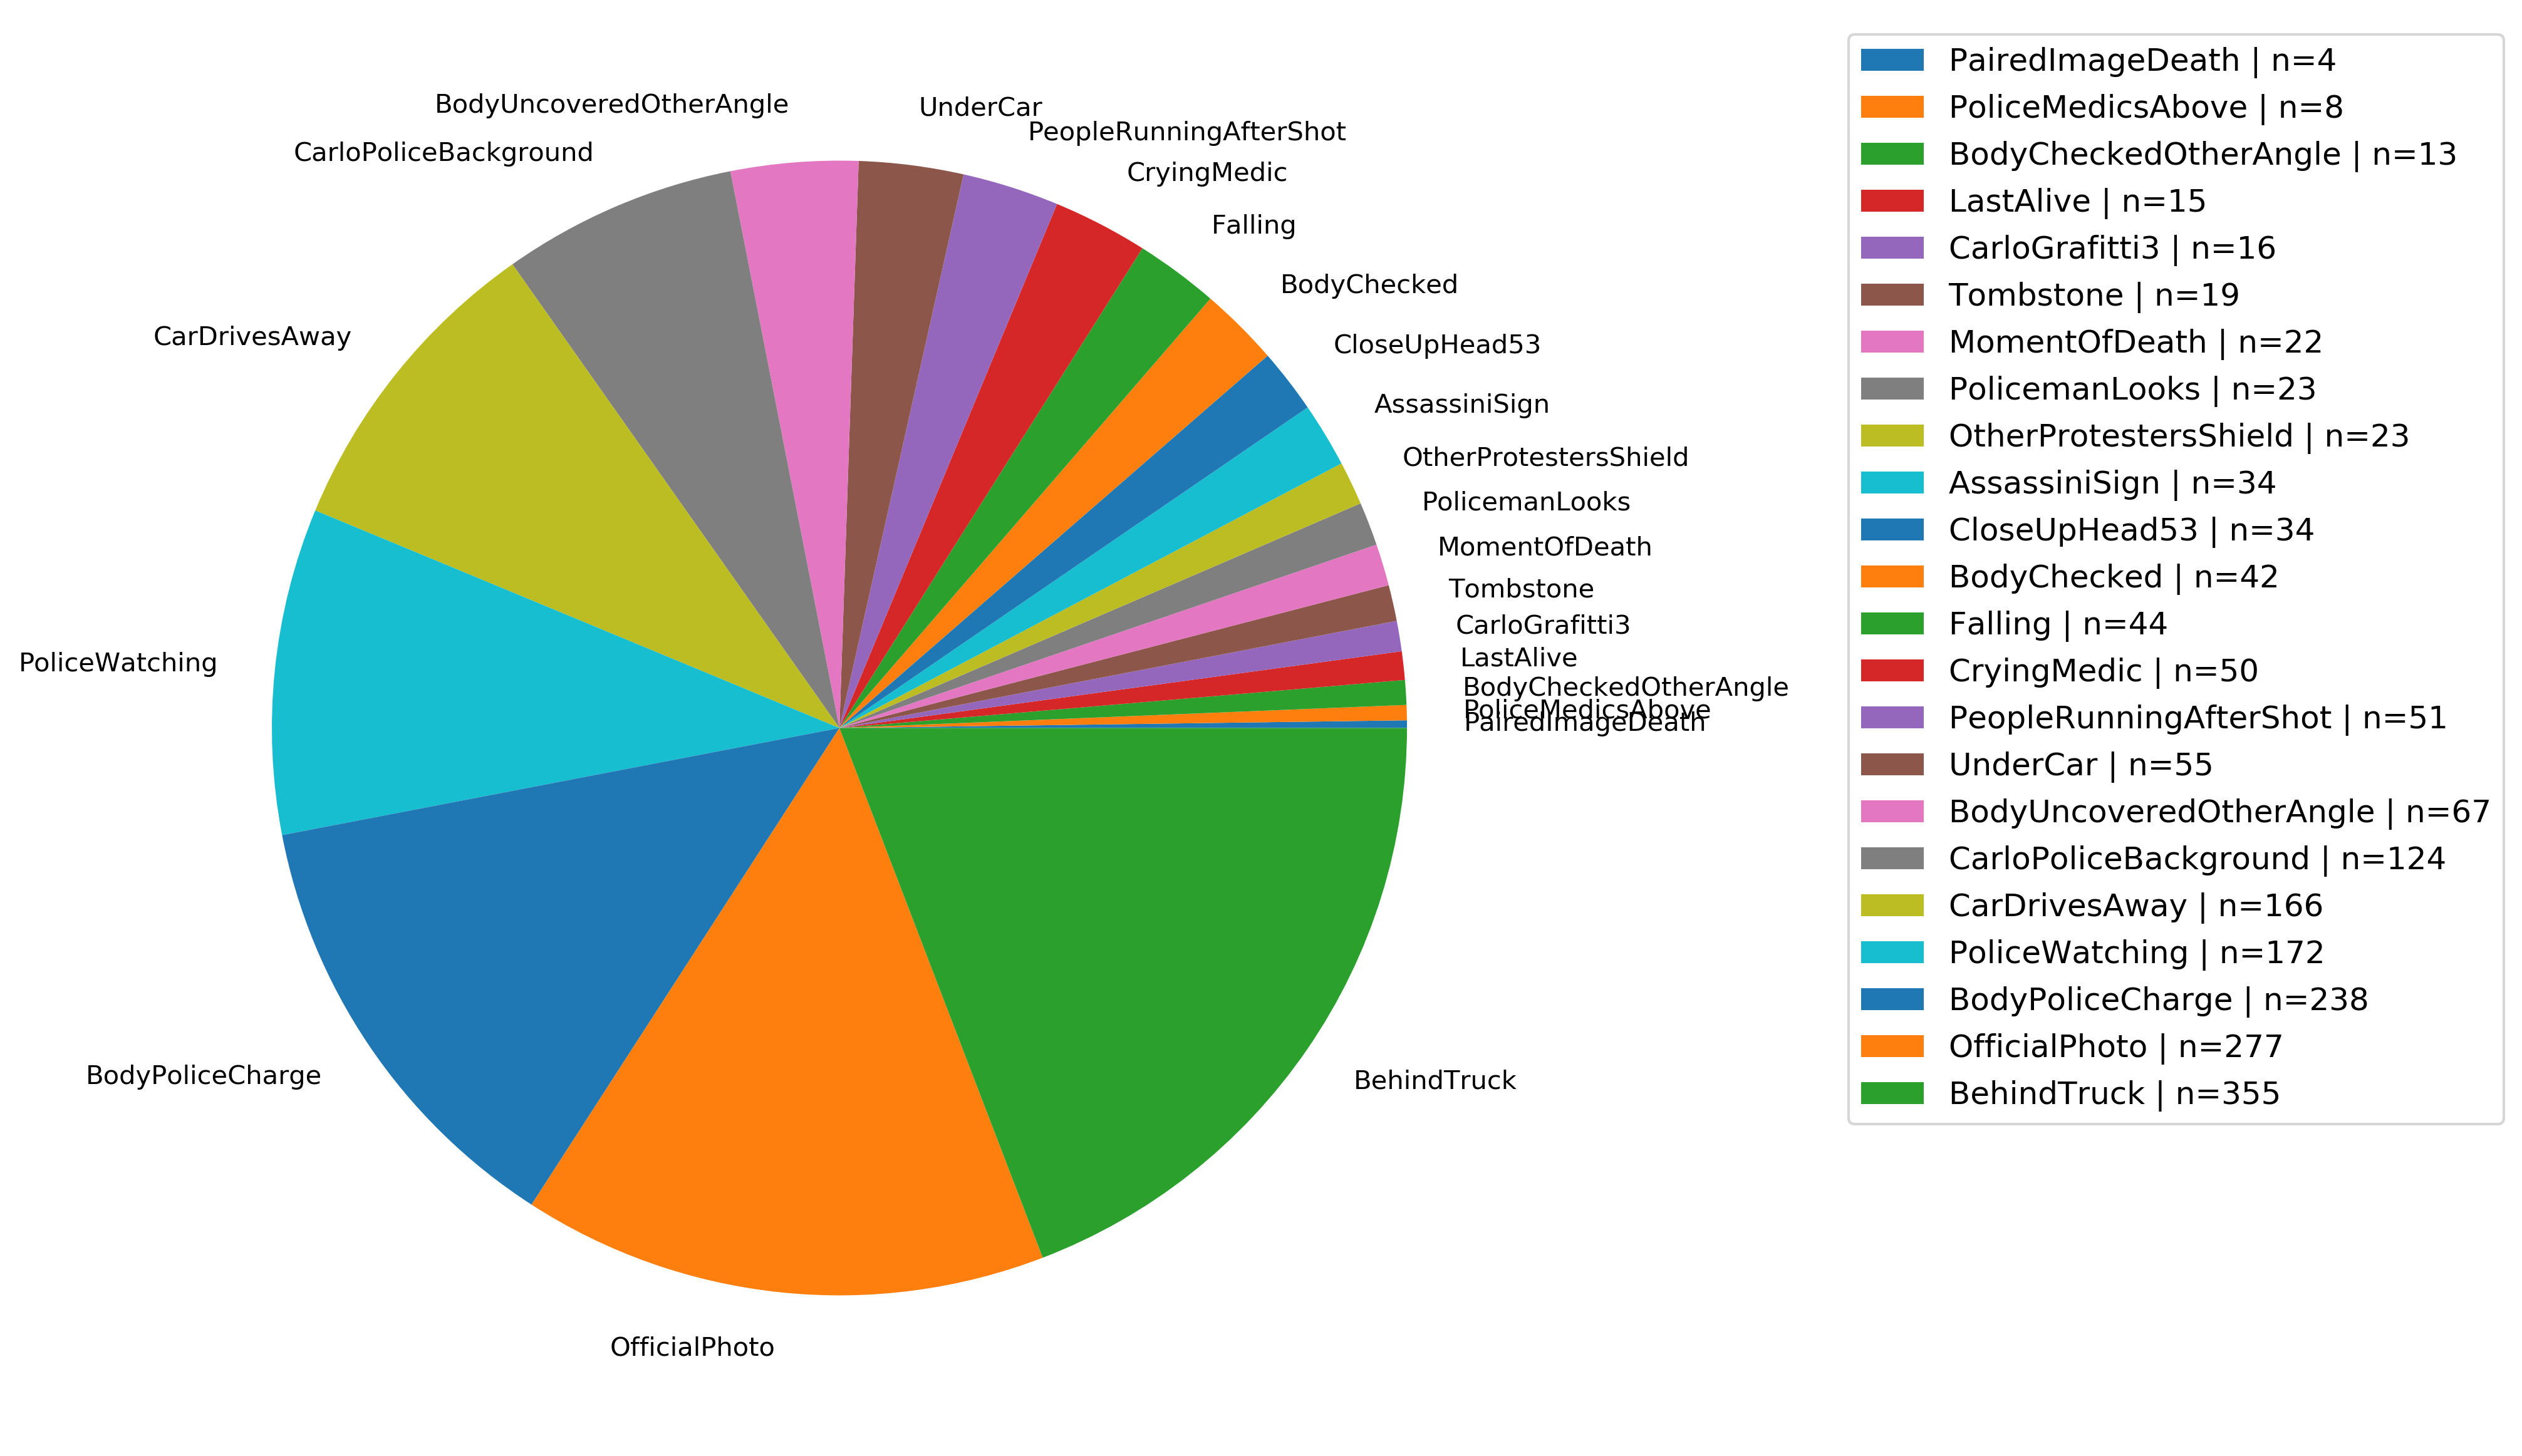 BodyUncoveredOtherAngle
UnderCar
PeopleRunningAfterShot
CarloPoliceBackground
CryingMedic
Falling
BodyChecked
CarDrivesAway
CloseUpHead53
AssassiniSign
OtherProtestersShield
PolicemanLooks
MomentOfDeath
Tombstone
CarloGrafitti3
LastAlive
PoliceWatching
BodyCheckedOtherAngle
PoliceMedicsAbove
PairedImageDeath
BodyPoliceCharge
BehindTruck
OfficialPhoto
PairedImageDeath | n=4
PoliceMedicsAbove | n=8
BodyCheckedOtherAngle | n=13
LastAlive | n=15
CarloGrafitti3 | n=16
Tombstone | n=19
MomentOfDeath | n=22
PolicemanLooks | n=23
OtherProtestersShield | n=23
AssassiniSign | n=34
CloseUpHead53 | n=34
BodyChecked | n=42
Falling | n=44
CryingMedic | n=50
PeopleRunningAfterShot | n=51
UnderCar | n=55
BodyUncoveredOtherAngle | n=67
CarloPoliceBackground | n=124
CarDrivesAway | n=166
PoliceWatching | n=172
BodyPoliceCharge | n=238
OfficialPhoto | n=277
BehindTruck | n=355